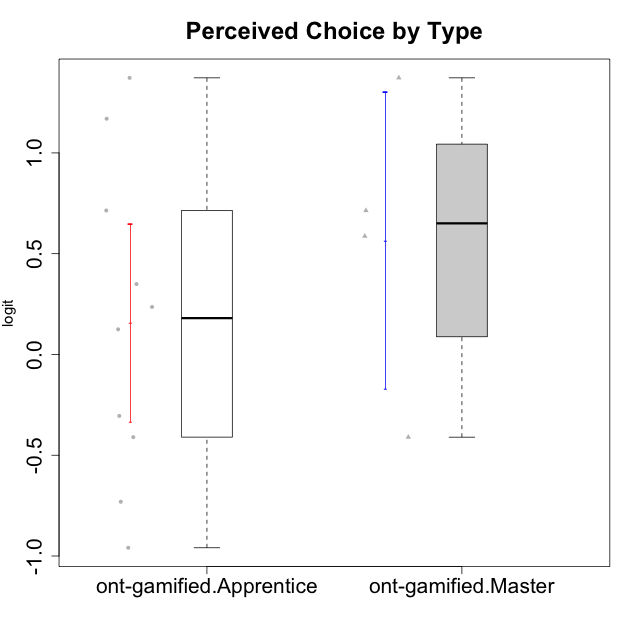 Perceived Choice by Type
logit
1.0
0.5
0.0
-0.5
-1.0
ont-gamified.Apprentice
ont-gamified.Master